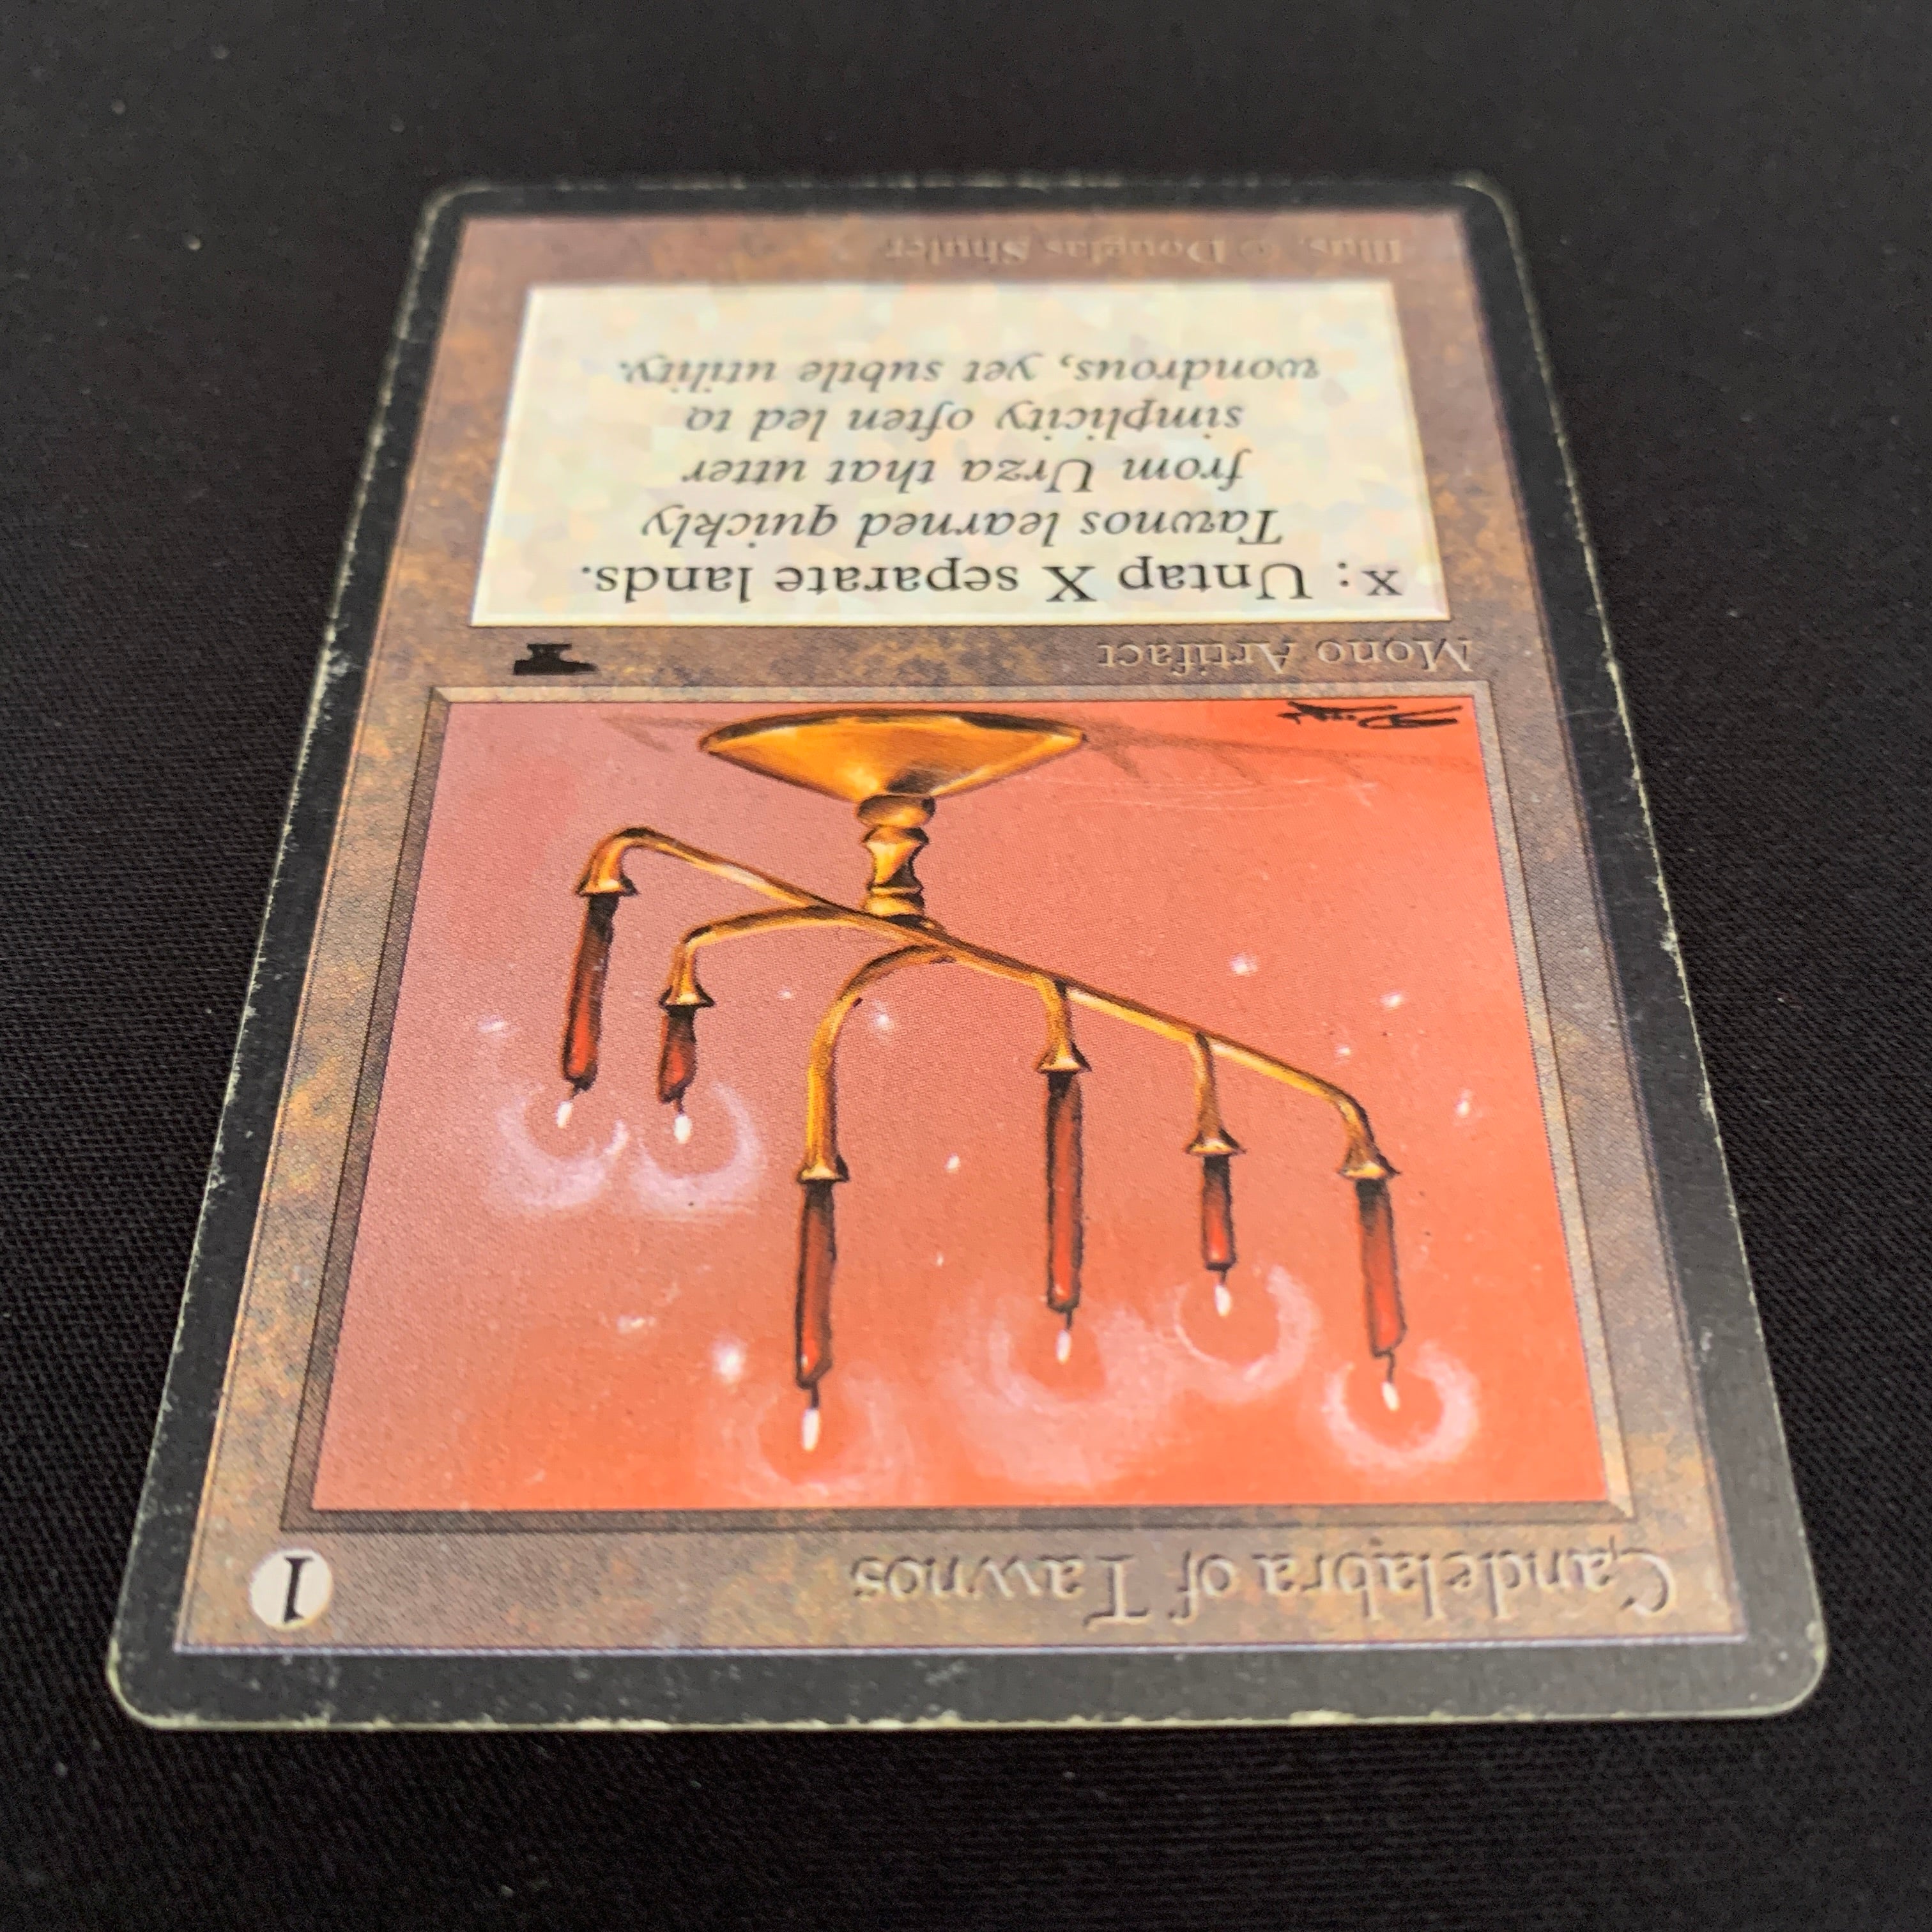 Candelabra of Tawnos
1
Mono Artifact
X: Untap X separate lands.
Tawnos learned quickly
from Urza that utter
simplicity often led to
wondrous, yet subtle utility.
Illus. © Douglas Shuler